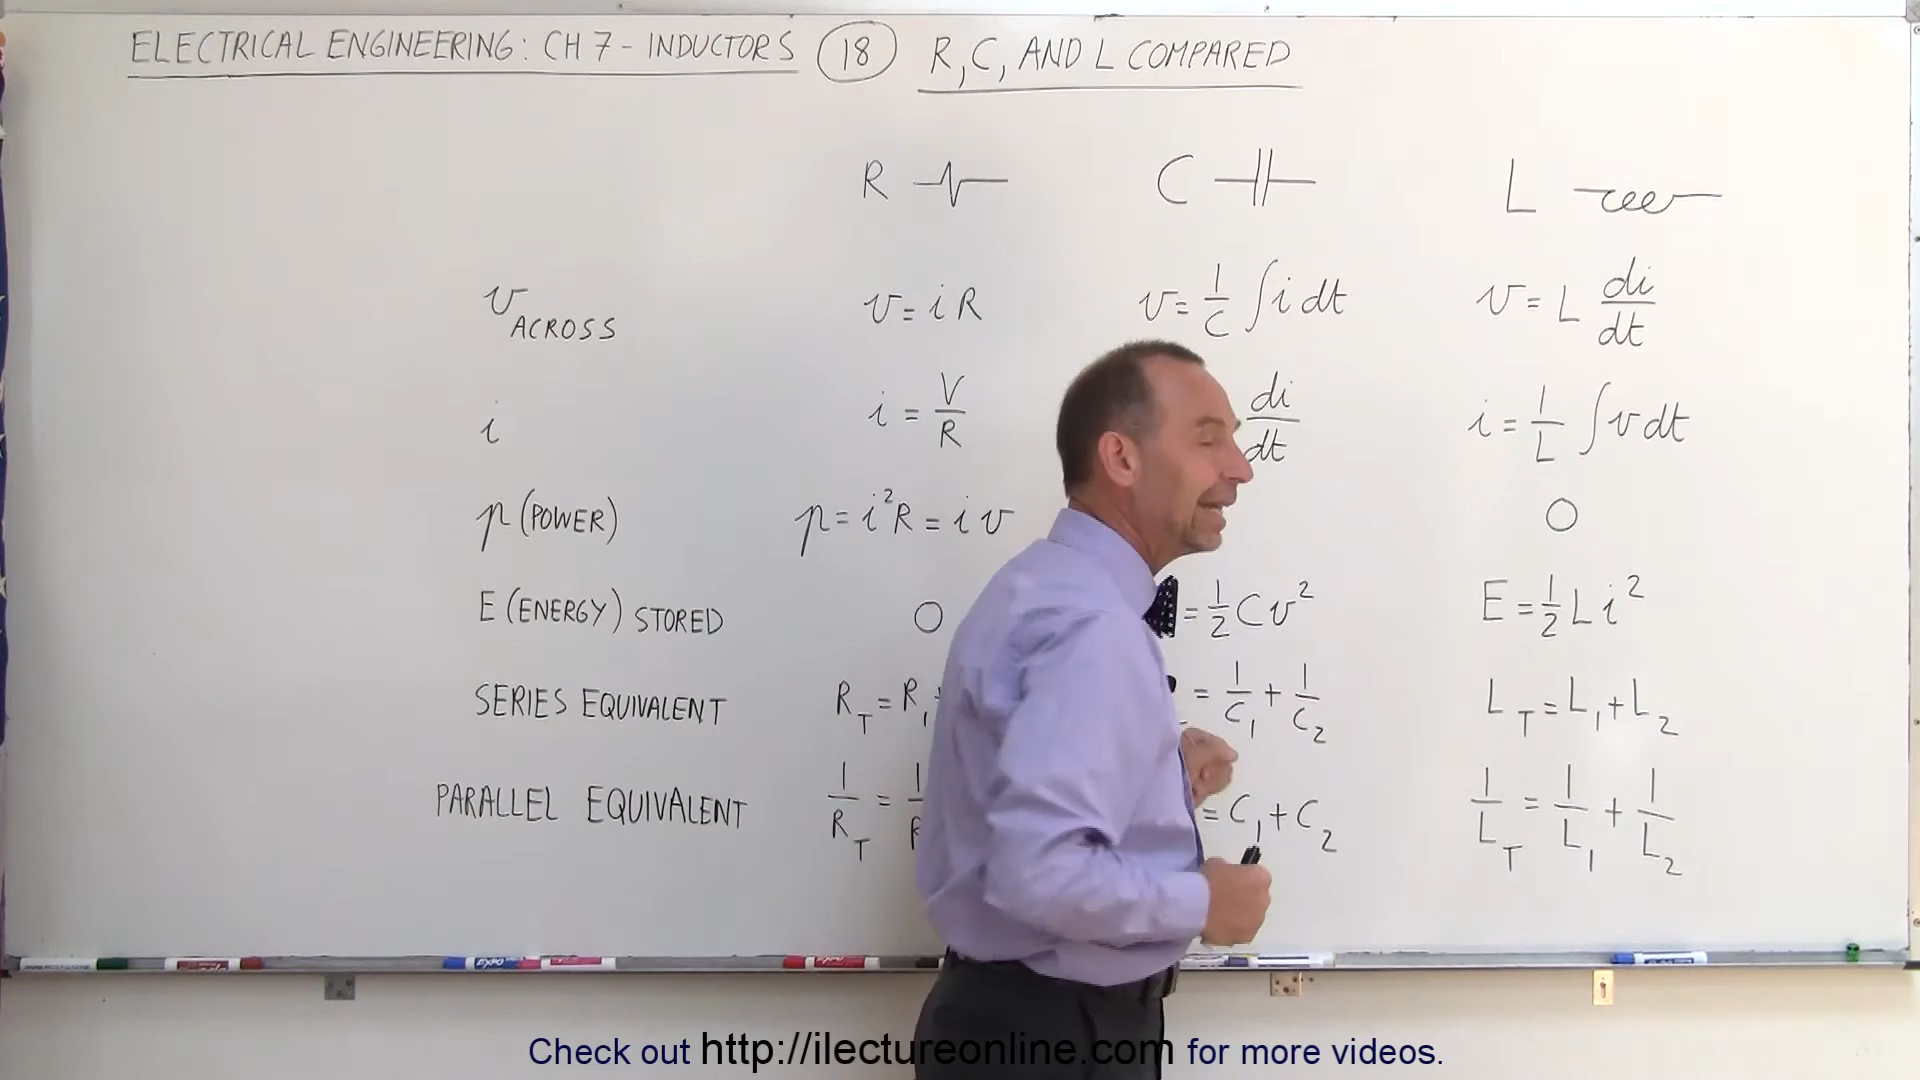 ELECTRICAL ENGINEERING: CH 7 - INDUCTORS 18 R, C, AND L COMPARED
R C L
v ACROSS v = iR v = 1/C ∫ i dt v = L di/dt
i i = V/R di/dt i = 1/L ∫ v dt
p (POWER) p = i²R = iv 0
E (ENERGY) STORED 0 = 1/2 C v² E = 1/2 L i²
SERIES EQUIVALENT R_T = R_1 = 1/C_1 + 1/C_2 L_T = L_1 + L_2
PARALLEL EQUIVALENT 1/R_T = = C_1 + C_2 1/L_T = 1/L_1 + 1/L_2
Check out http://ilectureonline.com for more videos.